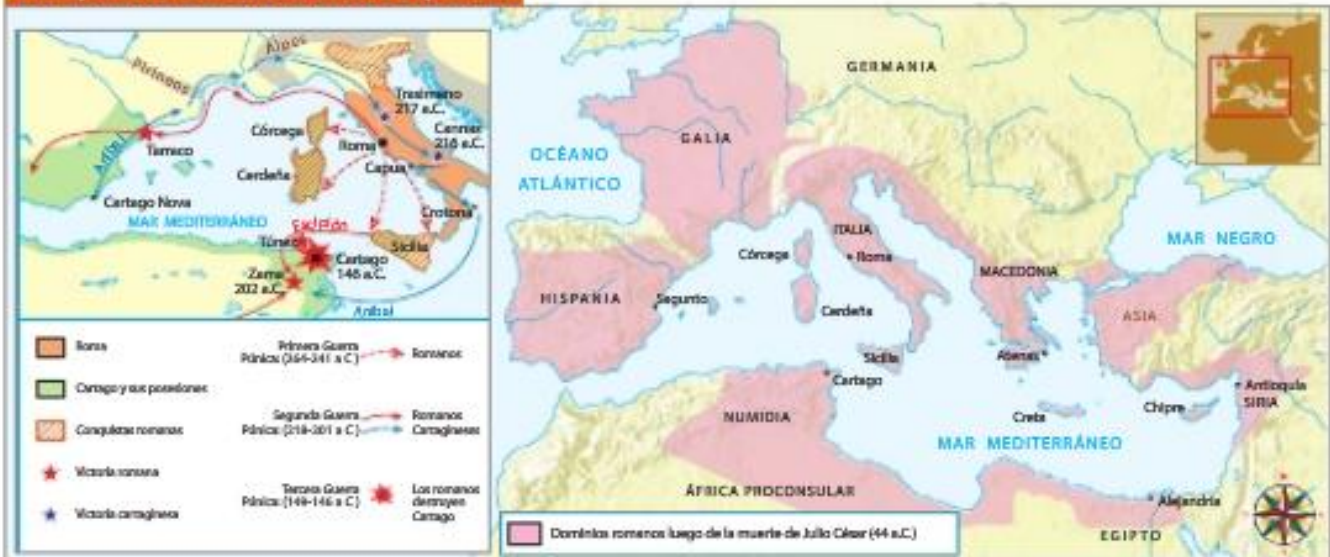 Alpes
Pirineos
Trasimeno
217 a.C.
Cannas
216 a.C.
Córcega
Roma
Capua
Cerdeña
Tarraco
Aníbal
Cartago Nova
MAR MEDITERRÁNEO
Crotona
Escipión
Sicilia
Túnez
Cartago
146 a.C.
Zama
202 a.C.
Aníbal
Roma
Cartago y sus posesiones
Conquistas romanas
Victoria romana
Victoria cartaginesa
Primera Guerra
Púnica (264-241 a.C.)
Romanos
Segunda Guerra
Púnica (218-201 a.C.)
Romanos
Cartagineses
Tercera Guerra
Púnica (149-146 a.C.)
Los romanos
destruyen
Cartago
GERMANIA
GALIA
OCÉANO
ATLÁNTICO
MAR NEGRO
ITALIA
Roma
Córcega
MACEDONIA
HISPANIA
Segunto
Cerdeña
ASIA
Sicilia
Atenas
Cartago
Antioquía
SIRIA
NUMIDIA
Creta
Chipre
MAR MEDITERRÁNEO
ÁFRICA PROCONSULAR
Alejandría
EGIPTO
Dominios romanos luego de la muerte de Julio César (44 a.C.)